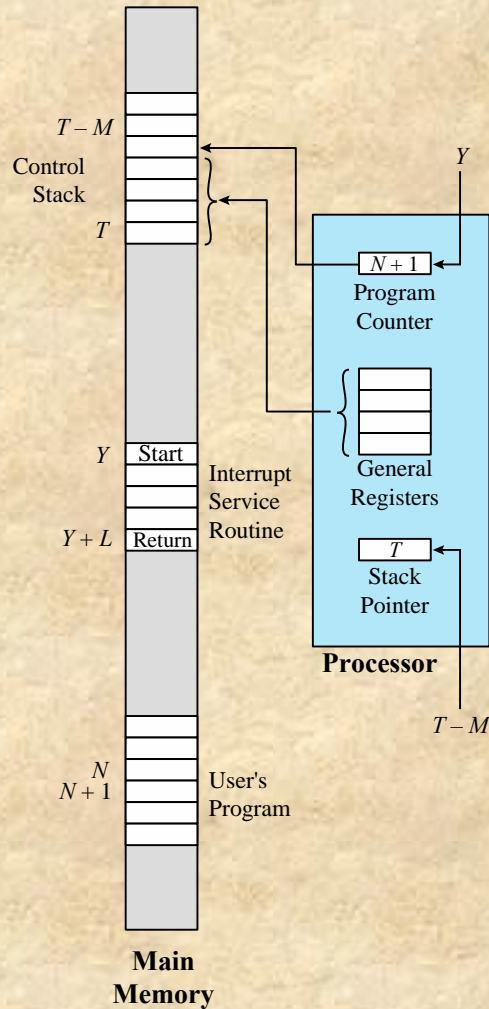 T – M
Control
Stack
T
Y
N + 1
Program
Counter
General
Registers
T
Stack
Pointer
Processor
T – M
Y
Start
Interrupt
Service
Routine
Y + L
Return
N
N + 1
User's
Program
Main
Memory